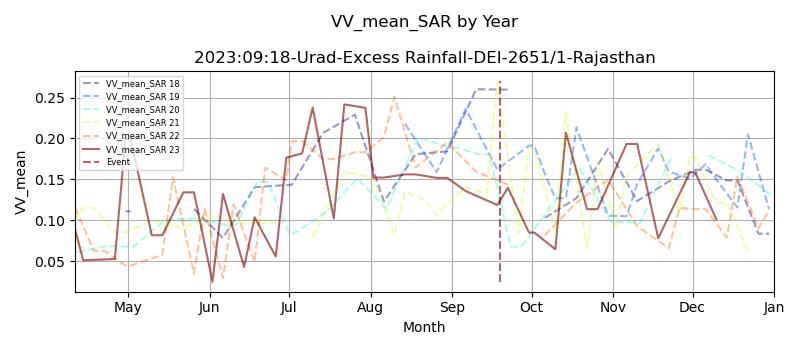 VV_mean_SAR by Year
2023:09:18-Urad-Excess Rainfall-DEI-2651/1-Rajasthan
VV_mean_SAR 18
VV_mean_SAR 19
VV_mean_SAR 20
VV_mean_SAR 21
VV_mean_SAR 22
VV_mean_SAR 23
Event
0.25
0.20
0.15
0.10
0.05
VV_mean
May
Jun
Jul
Aug
Sep
Oct
Nov
Dec
Jan
Month